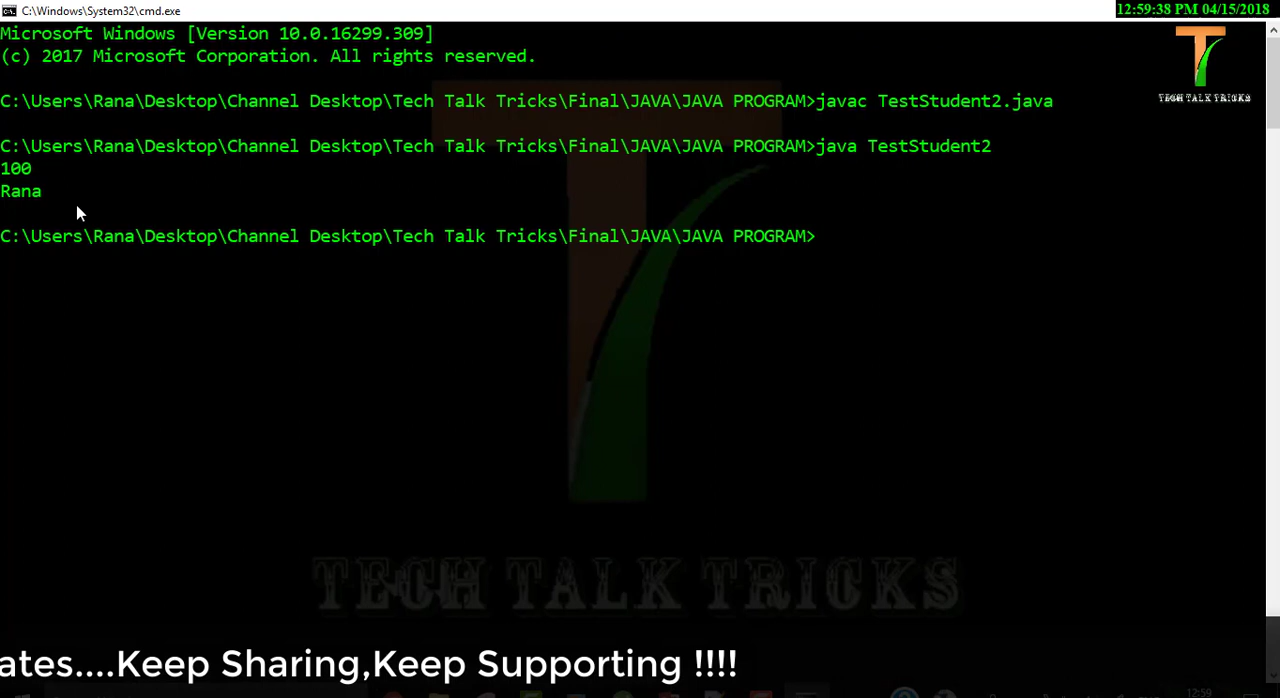 C:\Windows\System32\cmd.exe
12:59:38 PM 04/15/2018
Microsoft Windows [Version 10.0.16299.309]
(c) 2017 Microsoft Corporation. All rights reserved.
TECH TALK TRICKS
C:\Users\Rana\Desktop\Channel Desktop\Tech Talk Tricks\Final\JAVA\JAVA PROGRAM>javac TestStudent2.java
C:\Users\Rana\Desktop\Channel Desktop\Tech Talk Tricks\Final\JAVA\JAVA PROGRAM>java TestStudent2
100
Rana
C:\Users\Rana\Desktop\Channel Desktop\Tech Talk Tricks\Final\JAVA\JAVA PROGRAM>
TECH TALK TRICKS
ates....Keep Sharing,Keep Supporting !!!!
12:59